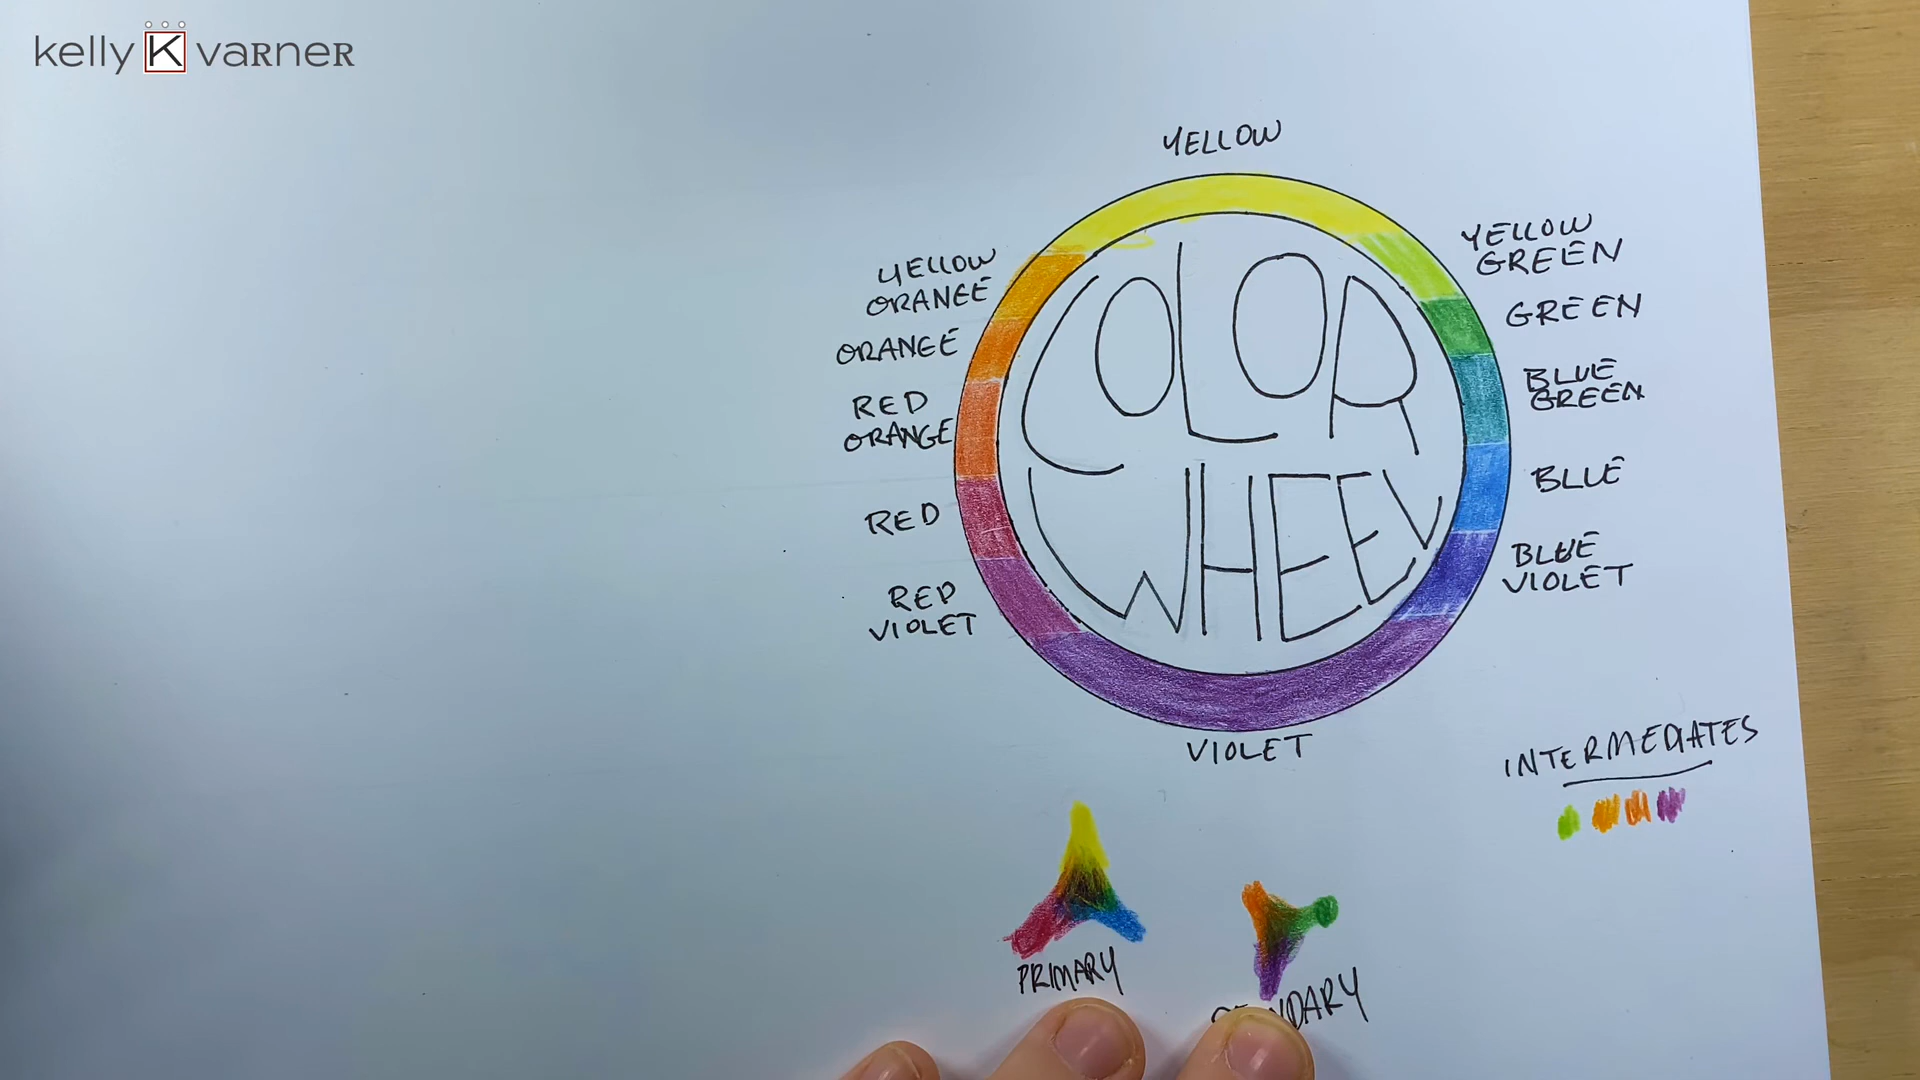 kelly K vaRneR
YELLOW
YELLOW
ORANGE
ORANGE
RED
ORANGE
RED
RED
VIOLET
COLOR
WHEEL
YELLOW
GREEN
GREEN
BLUE
GREEN
BLUE
BLUE
VIOLET
VIOLET
INTERMEDIATES
PRIMARY